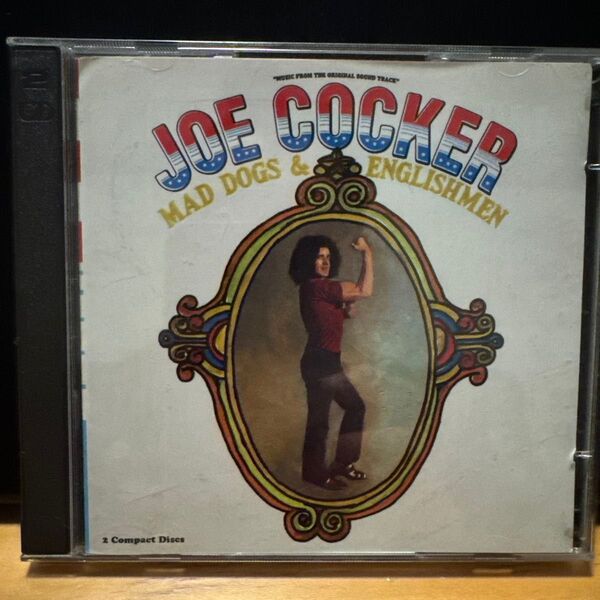 "MUSIC FROM THE ORIGINAL SOUND TRACK"
JOE COCKER
MAD DOGS & ENGLISHMEN
2 Compact Discs